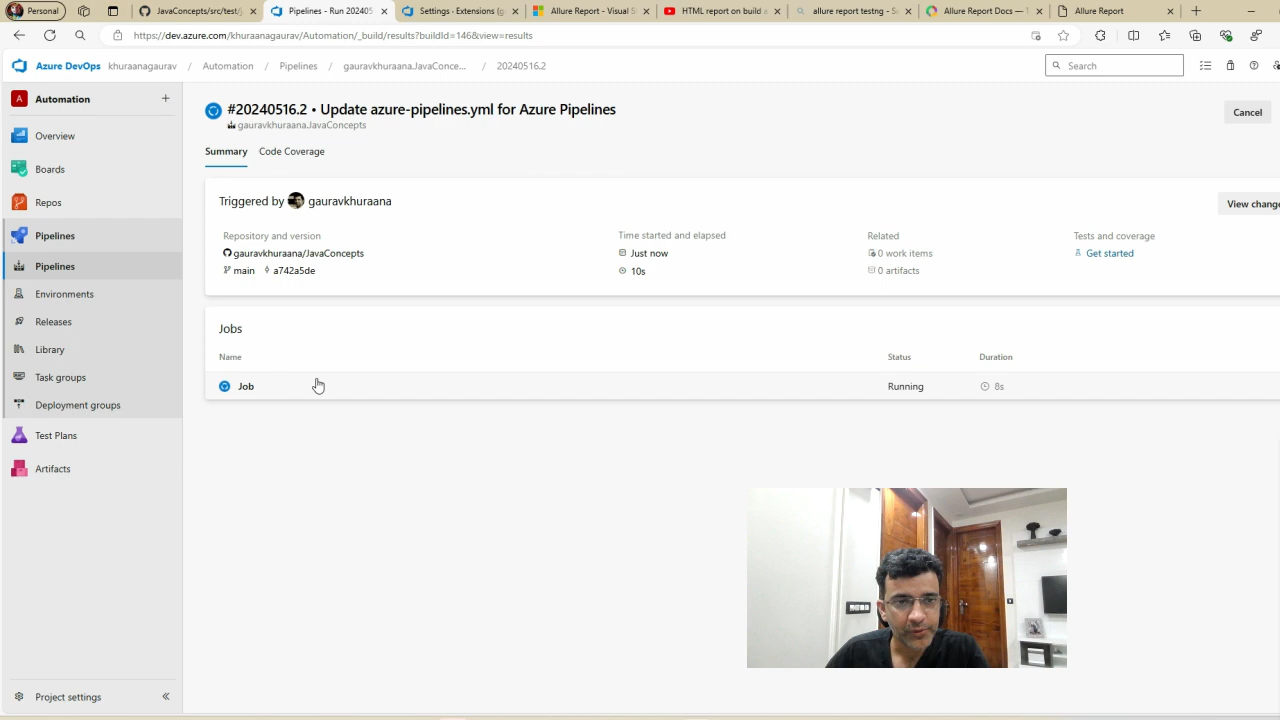 Personal
JavaConcepts/src/test/j
Pipelines - Run 202405
Settings - Extensions (g
Allure Report - Visual S
HTML report on build a
allure report testng - Se
Allure Report Docs — T
Allure Report
https://dev.azure.com/khuraanagaurav/Automation/_build/results?buildId=146&view=results
Azure DevOps khuraanagaurav / Automation / Pipelines / gauravkhuraana.JavaConce... / 20240516.2
Search
A Automation
Overview
Boards
Repos
Pipelines
Pipelines
Environments
Releases
Library
Task groups
Deployment groups
Test Plans
Artifacts
Project settings
#20240516.2 • Update azure-pipelines.yml for Azure Pipelines
gauravkhuraana.JavaConcepts
Cancel
Summary Code Coverage
Triggered by gauravkhuraana
View change
Repository and version
gauravkhuraana/JavaConcepts
main a742a5de
Time started and elapsed
Just now
10s
Related
0 work items
0 artifacts
Tests and coverage
Get started
Jobs
Name Status Duration
Job Running 8s